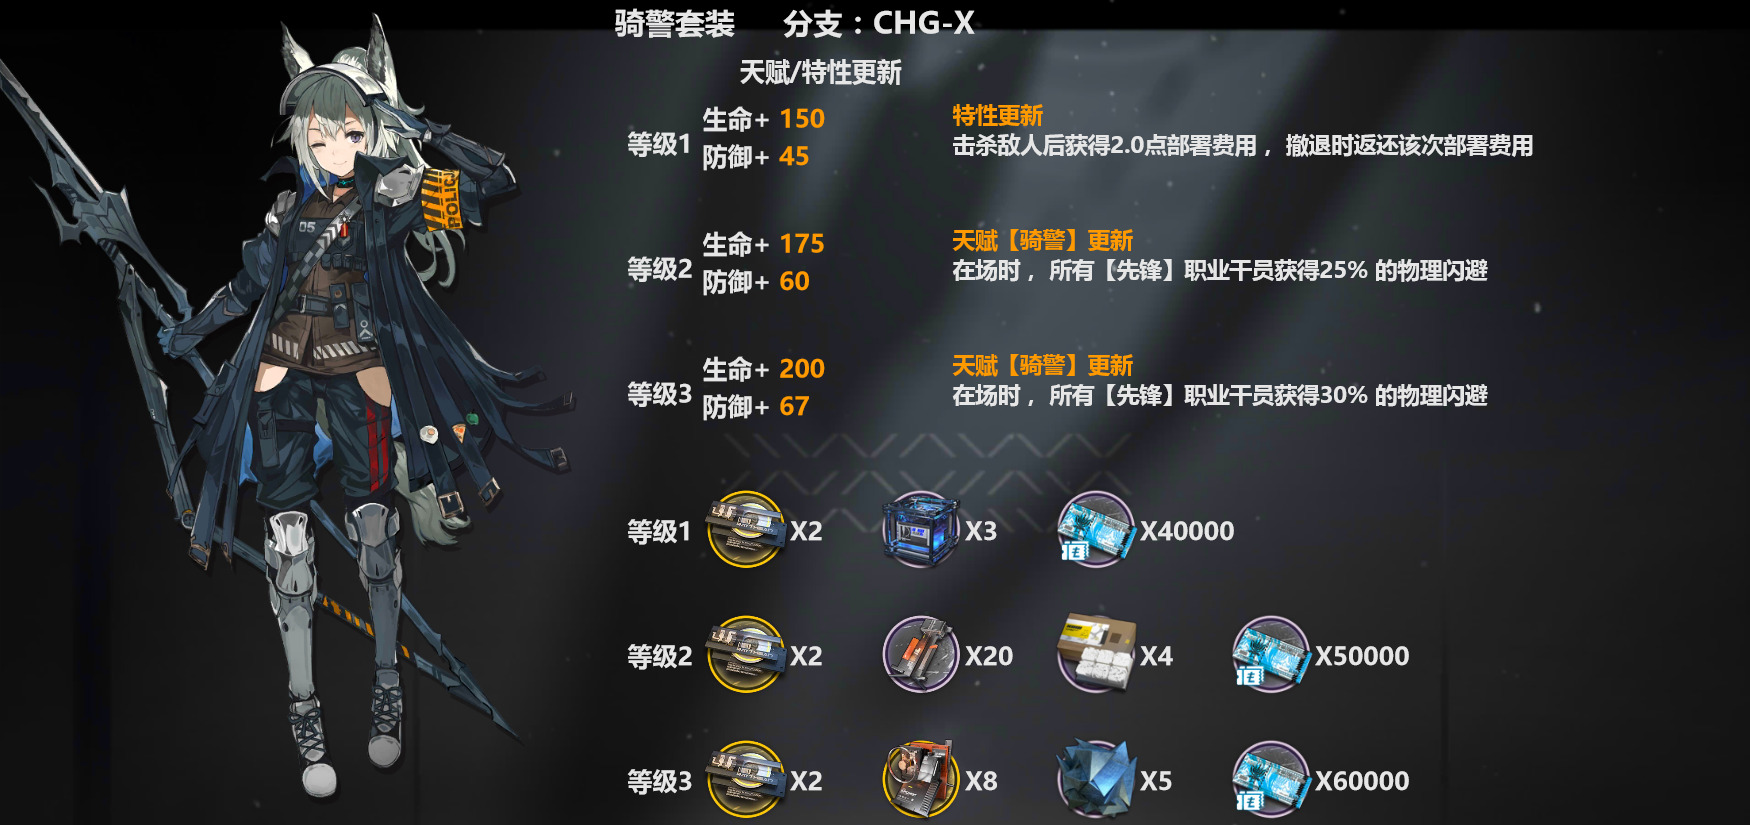 骑警套装 分支：CHG-X
天赋/特性更新
等级1
生命+ 150
防御+ 45
特性更新
击杀敌人后获得2.0点部署费用，撤退时返还该次部署费用
等级2
生命+ 175
防御+ 60
天赋【骑警】更新
在场时，所有【先锋】职业干员获得25% 的物理闪避
等级3
生命+ 200
防御+ 67
天赋【骑警】更新
在场时，所有【先锋】职业干员获得30% 的物理闪避
等级1 X2 X3 X40000
等级2 X2 X20 X4 X50000
等级3 X2 X8 X5 X60000
POLICE
05